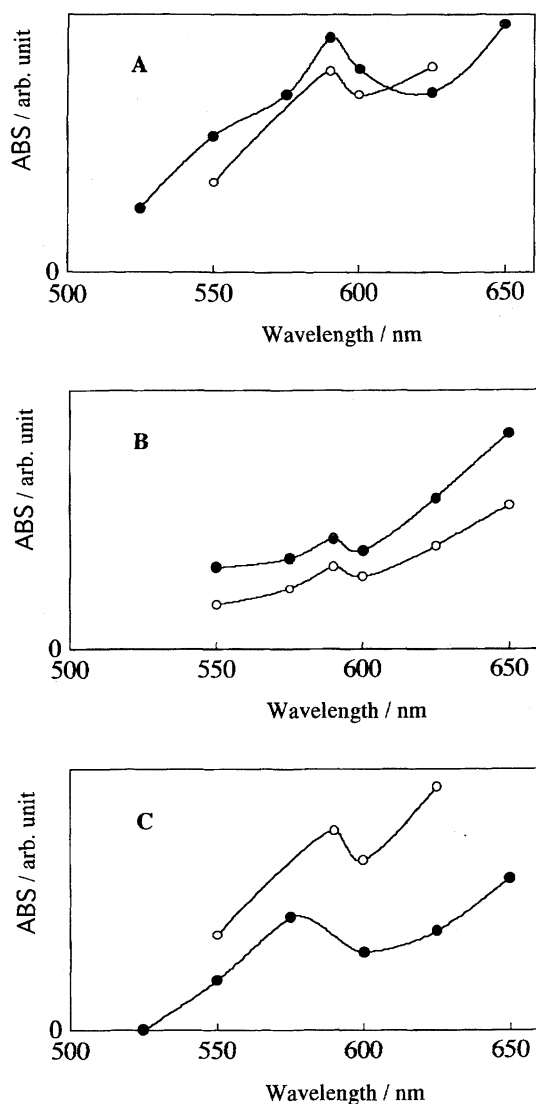 A
ABS / arb. unit
0
500 550 600 650
Wavelength / nm
B
ABS / arb. unit
0
500 550 600 650
Wavelength / nm
C
ABS / arb. unit
0
500 550 600 650
Wavelength / nm